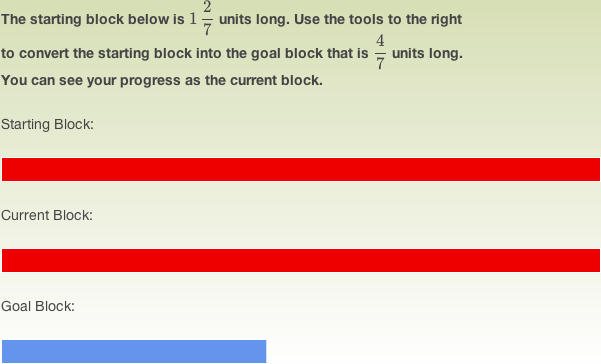 The starting block below is 1 2/7 units long. Use the tools to the right
to convert the starting block into the goal block that is 4/7 units long.
You can see your progress as the current block.
Starting Block:
Current Block:
Goal Block: